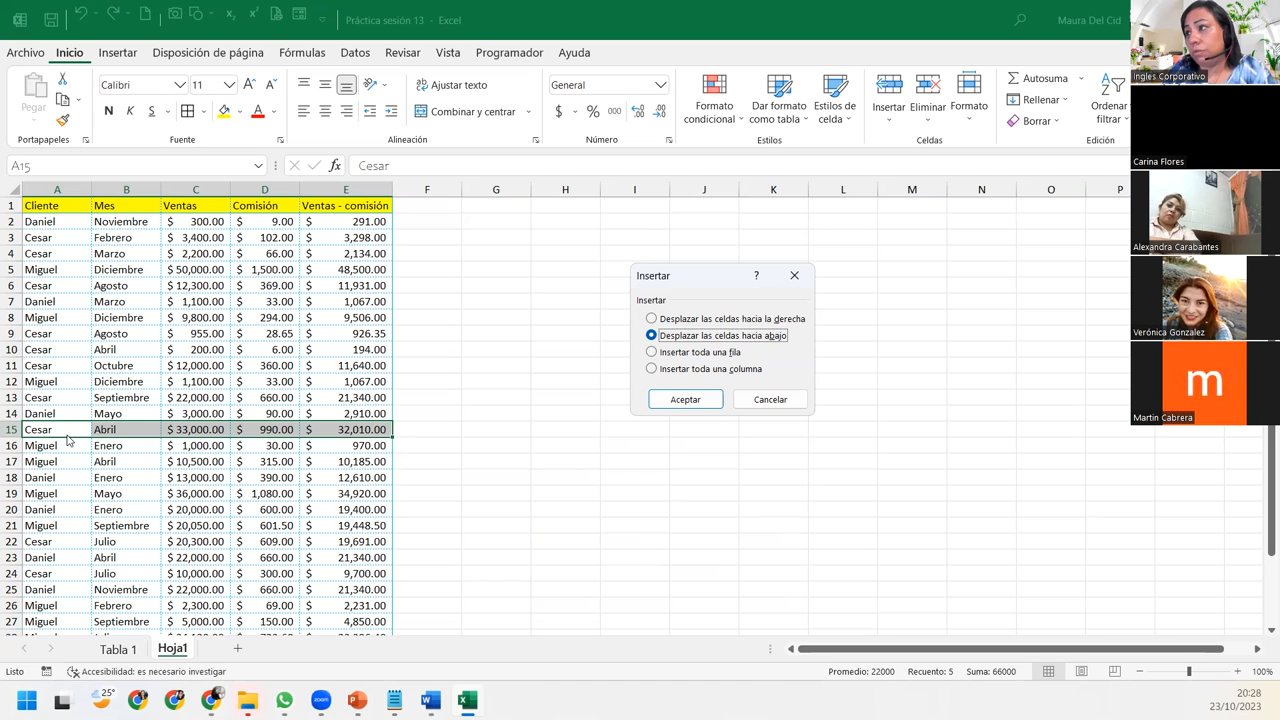 Práctica sesión 13 - Excel
Maura Del Cid
Archivo Inicio Insertar Disposición de página Fórmulas Datos Revisar Vista Programador Ayuda
Pegar
Calibri 11
N K S
Ajustar texto
Combinar y centrar
General
$ % 000
Formato condicional
Dar formato como tabla
Estilos de celda
Insertar Eliminar Formato
Autosuma
Rellenar
Borrar
Ordenar y filtrar
Portapapeles Fuente Alineación Número Estilos Celdas Edición
A15 fx Cesar
A B C D E F G H I J K L M N O P
1 Cliente Mes Ventas Comisión Ventas - comisión
2 Daniel Noviembre $ 300.00 $ 9.00 $ 291.00
3 Cesar Febrero $ 3,400.00 $ 102.00 $ 3,298.00
4 Cesar Marzo $ 2,200.00 $ 66.00 $ 2,134.00
5 Miguel Diciembre $ 50,000.00 $ 1,500.00 $ 48,500.00
6 Cesar Agosto $ 12,300.00 $ 369.00 $ 11,931.00
7 Daniel Marzo $ 1,100.00 $ 33.00 $ 1,067.00
8 Miguel Diciembre $ 9,800.00 $ 294.00 $ 9,506.00
9 Cesar Agosto $ 955.00 $ 28.65 $ 926.35
10 Cesar Abril $ 200.00 $ 6.00 $ 194.00
11 Cesar Octubre $ 12,000.00 $ 360.00 $ 11,640.00
12 Miguel Diciembre $ 1,100.00 $ 33.00 $ 1,067.00
13 Cesar Septiembre $ 22,000.00 $ 660.00 $ 21,340.00
14 Daniel Mayo $ 3,000.00 $ 90.00 $ 2,910.00
15 Cesar Abril $ 33,000.00 $ 990.00 $ 32,010.00
16 Miguel Enero $ 1,000.00 $ 30.00 $ 970.00
17 Miguel Abril $ 10,500.00 $ 315.00 $ 10,185.00
18 Daniel Enero $ 13,000.00 $ 390.00 $ 12,610.00
19 Miguel Mayo $ 36,000.00 $ 1,080.00 $ 34,920.00
20 Daniel Enero $ 20,000.00 $ 600.00 $ 19,400.00
21 Miguel Septiembre $ 20,050.00 $ 601.50 $ 19,448.50
22 Cesar Julio $ 20,300.00 $ 609.00 $ 19,691.00
23 Daniel Abril $ 22,000.00 $ 660.00 $ 21,340.00
24 Cesar Julio $ 10,000.00 $ 300.00 $ 9,700.00
25 Daniel Noviembre $ 22,000.00 $ 660.00 $ 21,340.00
26 Miguel Febrero $ 2,300.00 $ 69.00 $ 2,231.00
27 Miguel Septiembre $ 5,000.00 $ 150.00 $ 4,850.00
Insertar ?
Insertar
Desplazar las celdas hacia la derecha
Desplazar las celdas hacia abajo
Insertar toda una fila
Insertar toda una columna
Aceptar Cancelar
Ingles Corporativo
Carina Flores
Alexandra Carabantes
Verónica Gonzalez
m
Martin Cabrera
Tabla 1 Hoja1
Listo Accesibilidad: es necesario investigar Promedio: 22000 Recuento: 5 Suma: 66000 100%
25°
zoom
20:28
23/10/2023